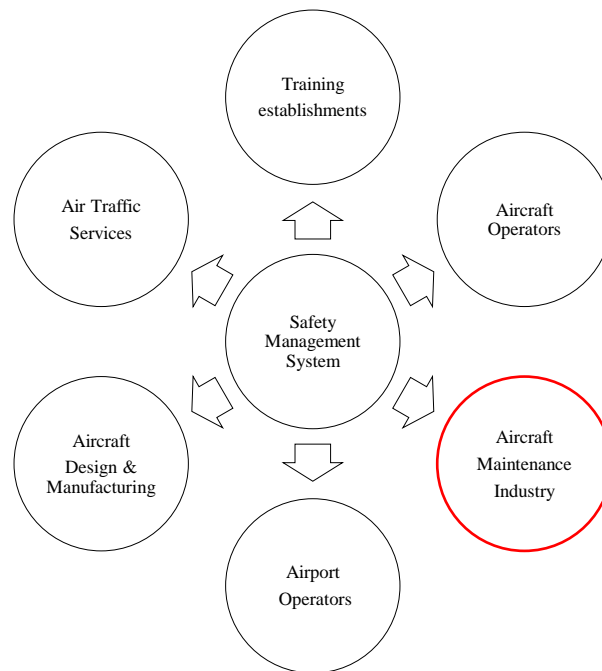 Training
establishments
Air Traffic
Services
Aircraft
Operators
Safety
Management
System
Aircraft
Design &
Manufacturing
Aircraft
Maintenance
Industry
Airport
Operators